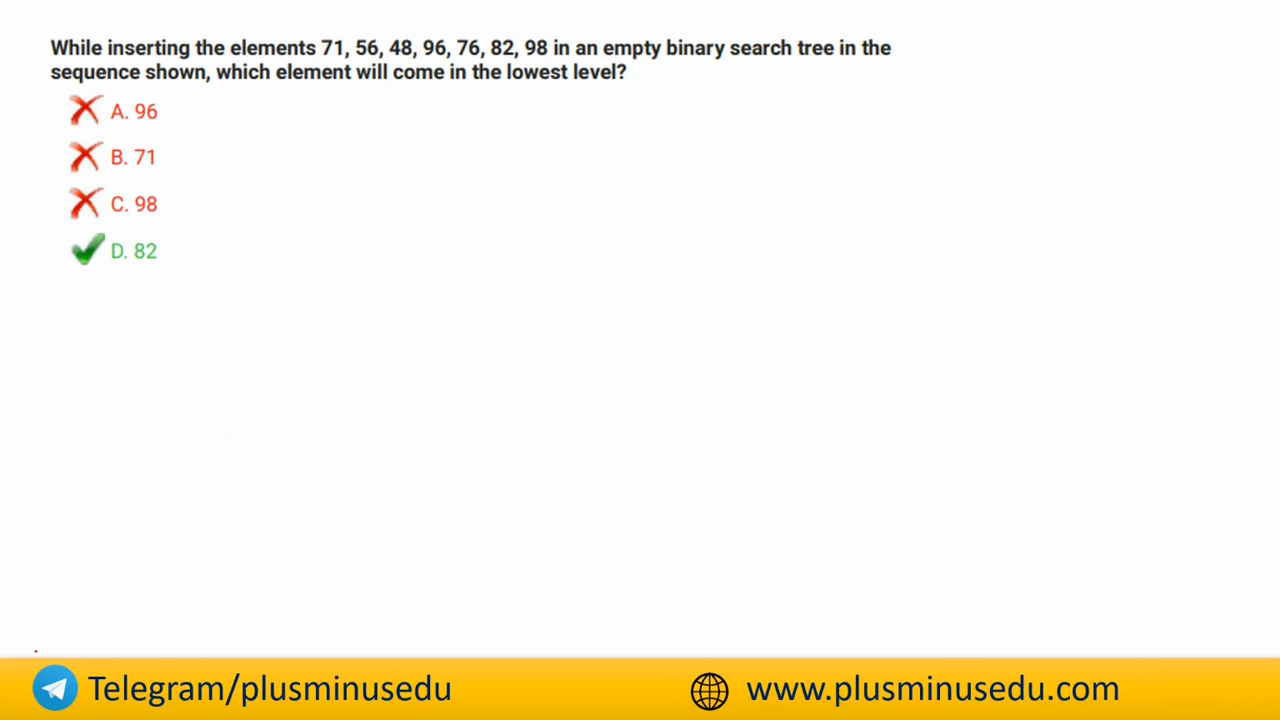 While inserting the elements 71, 56, 48, 96, 76, 82, 98 in an empty binary search tree in the
sequence shown, which element will come in the lowest level?
A. 96
B. 71
C. 98
D. 82
Telegram/plusminusedu
www.plusminusedu.com